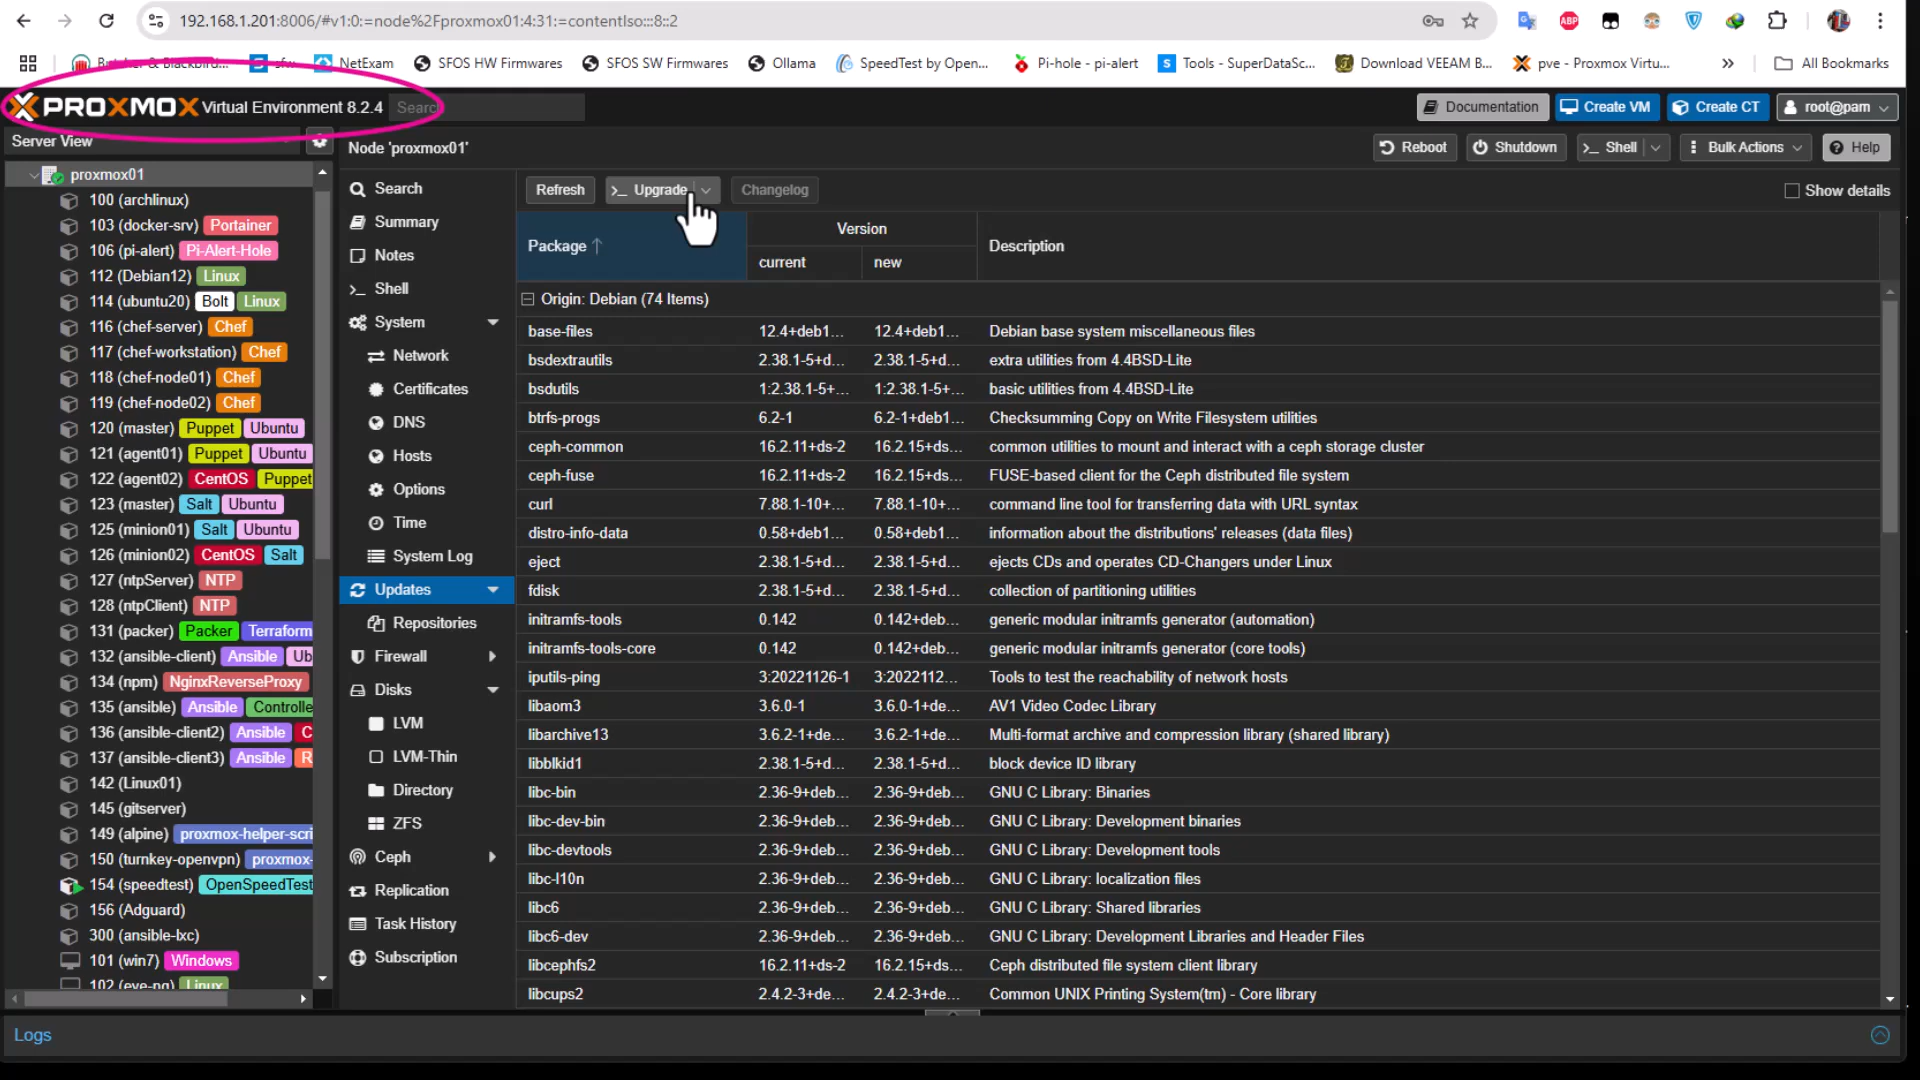 192.168.1.201:8006/#v1:0:=node%2Fproxmox01:4:31:=contentIso:::8::2
NetExam
SFOS HW Firmwares
SFOS SW Firmwares
Ollama
SpeedTest by Open...
Pi-hole - pi-alert
Tools - SuperDataSc...
Download VEEAM B...
pve - Proxmox Virtu...
»
All Bookmarks
PROXMOX Virtual Environment 8.2.4
Search
Documentation
Create VM
Create CT
root@pam
Server View
Node 'proxmox01'
Reboot
Shutdown
Shell
Bulk Actions
Help
proxmox01
100 (archlinux)
103 (docker-srv) Portainer
106 (pi-alert) Pi-Alert-Hole
112 (Debian12) Linux
114 (ubuntu20) Bolt Linux
116 (chef-server) Chef
117 (chef-workstation) Chef
118 (chef-node01) Chef
119 (chef-node02) Chef
120 (master) Puppet Ubuntu
121 (agent01) Puppet Ubuntu
122 (agent02) CentOS Puppet
123 (master) Salt Ubuntu
125 (minion01) Salt Ubuntu
126 (minion02) CentOS Salt
127 (ntpServer) NTP
128 (ntpClient) NTP
131 (packer) Packer Terraform
132 (ansible-client) Ansible Ub
134 (npm) NginxReverseProxy
135 (ansible) Ansible Controlle
136 (ansible-client2) Ansible C
137 (ansible-client3) Ansible R
142 (Linux01)
145 (gitserver)
149 (alpine) proxmox-helper-scri
150 (turnkey-openvpn) proxmox-
154 (speedtest) OpenSpeedTest
156 (Adguard)
300 (ansible-lxc)
101 (win7) Windows
102 (eve-ng) Linux
Search
Summary
Notes
Shell
System
Network
Certificates
DNS
Hosts
Options
Time
System Log
Updates
Repositories
Firewall
Disks
LVM
LVM-Thin
Directory
ZFS
Ceph
Replication
Task History
Subscription
Refresh
Upgrade
Changelog
Show details
Package
Version
current
new
Description
Origin: Debian (74 Items)
base-files 12.4+deb1... 12.4+deb1... Debian base system miscellaneous files
bsdextrautils 2.38.1-5+d... 2.38.1-5+d... extra utilities from 4.4BSD-Lite
bsdutils 1:2.38.1-5+... 1:2.38.1-5+... basic utilities from 4.4BSD-Lite
btrfs-progs 6.2-1 6.2-1+deb1... Checksumming Copy on Write Filesystem utilities
ceph-common 16.2.11+ds-2 16.2.15+ds... common utilities to mount and interact with a ceph storage cluster
ceph-fuse 16.2.11+ds-2 16.2.15+ds... FUSE-based client for the Ceph distributed file system
curl 7.88.1-10+... 7.88.1-10+... command line tool for transferring data with URL syntax
distro-info-data 0.58+deb1... 0.58+deb1... information about the distributions' releases (data files)
eject 2.38.1-5+d... 2.38.1-5+d... ejects CDs and operates CD-Changers under Linux
fdisk 2.38.1-5+d... 2.38.1-5+d... collection of partitioning utilities
initramfs-tools 0.142 0.142+deb... generic modular initramfs generator (automation)
initramfs-tools-core 0.142 0.142+deb... generic modular initramfs generator (core tools)
iputils-ping 3:20221126-1 3:2022112... Tools to test the reachability of network hosts
libaom3 3.6.0-1 3.6.0-1+de... AV1 Video Codec Library
libarchive13 3.6.2-1+de... 3.6.2-1+de... Multi-format archive and compression library (shared library)
libblkid1 2.38.1-5+d... 2.38.1-5+d... block device ID library
libc-bin 2.36-9+deb... 2.36-9+deb... GNU C Library: Binaries
libc-dev-bin 2.36-9+deb... 2.36-9+deb... GNU C Library: Development binaries
libc-devtools 2.36-9+deb... 2.36-9+deb... GNU C Library: Development tools
libc-l10n 2.36-9+deb... 2.36-9+deb... GNU C Library: localization files
libc6 2.36-9+deb... 2.36-9+deb... GNU C Library: Shared libraries
libc6-dev 2.36-9+deb... 2.36-9+deb... GNU C Library: Development Libraries and Header Files
libcephfs2 16.2.11+ds-2 16.2.15+ds... Ceph distributed file system client library
libcups2 2.4.2-3+de... 2.4.2-3+de... Common UNIX Printing System(tm) - Core library
Logs